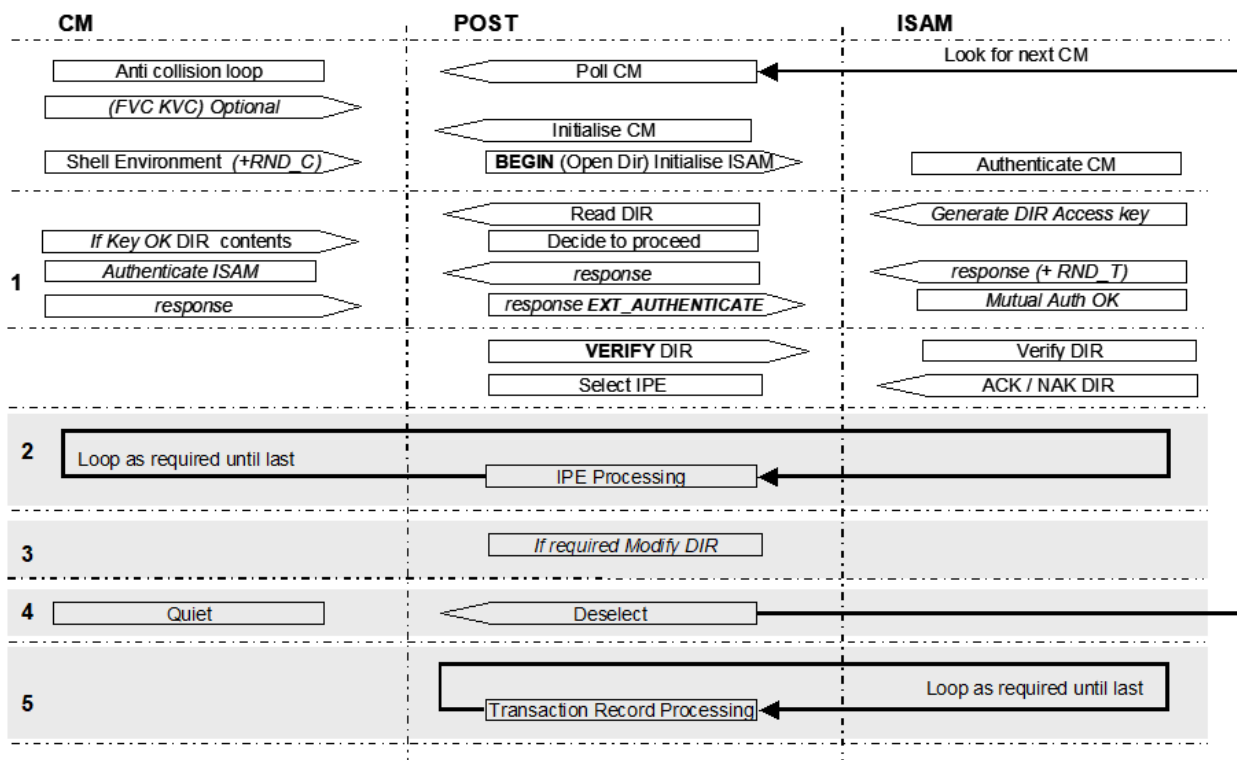 CM POST ISAM
Look for next CM
Anti collision loop Poll CM
(FVC KVC) Optional
Initialise CM
Shell Environment (+RND_C) BEGIN (Open Dir) Initialise ISAM Authenticate CM
Read DIR Generate DIR Access key
If Key OK DIR contents Decide to proceed
1 Authenticate ISAM response response (+ RND_T)
response response EXT_AUTHENTICATE Mutual Auth OK
VERIFY DIR Verify DIR
Select IPE ACK / NAK DIR
2 Loop as required until last
IPE Processing
3 If required Modify DIR
4 Quiet Deselect
Loop as required until last
5 Transaction Record Processing